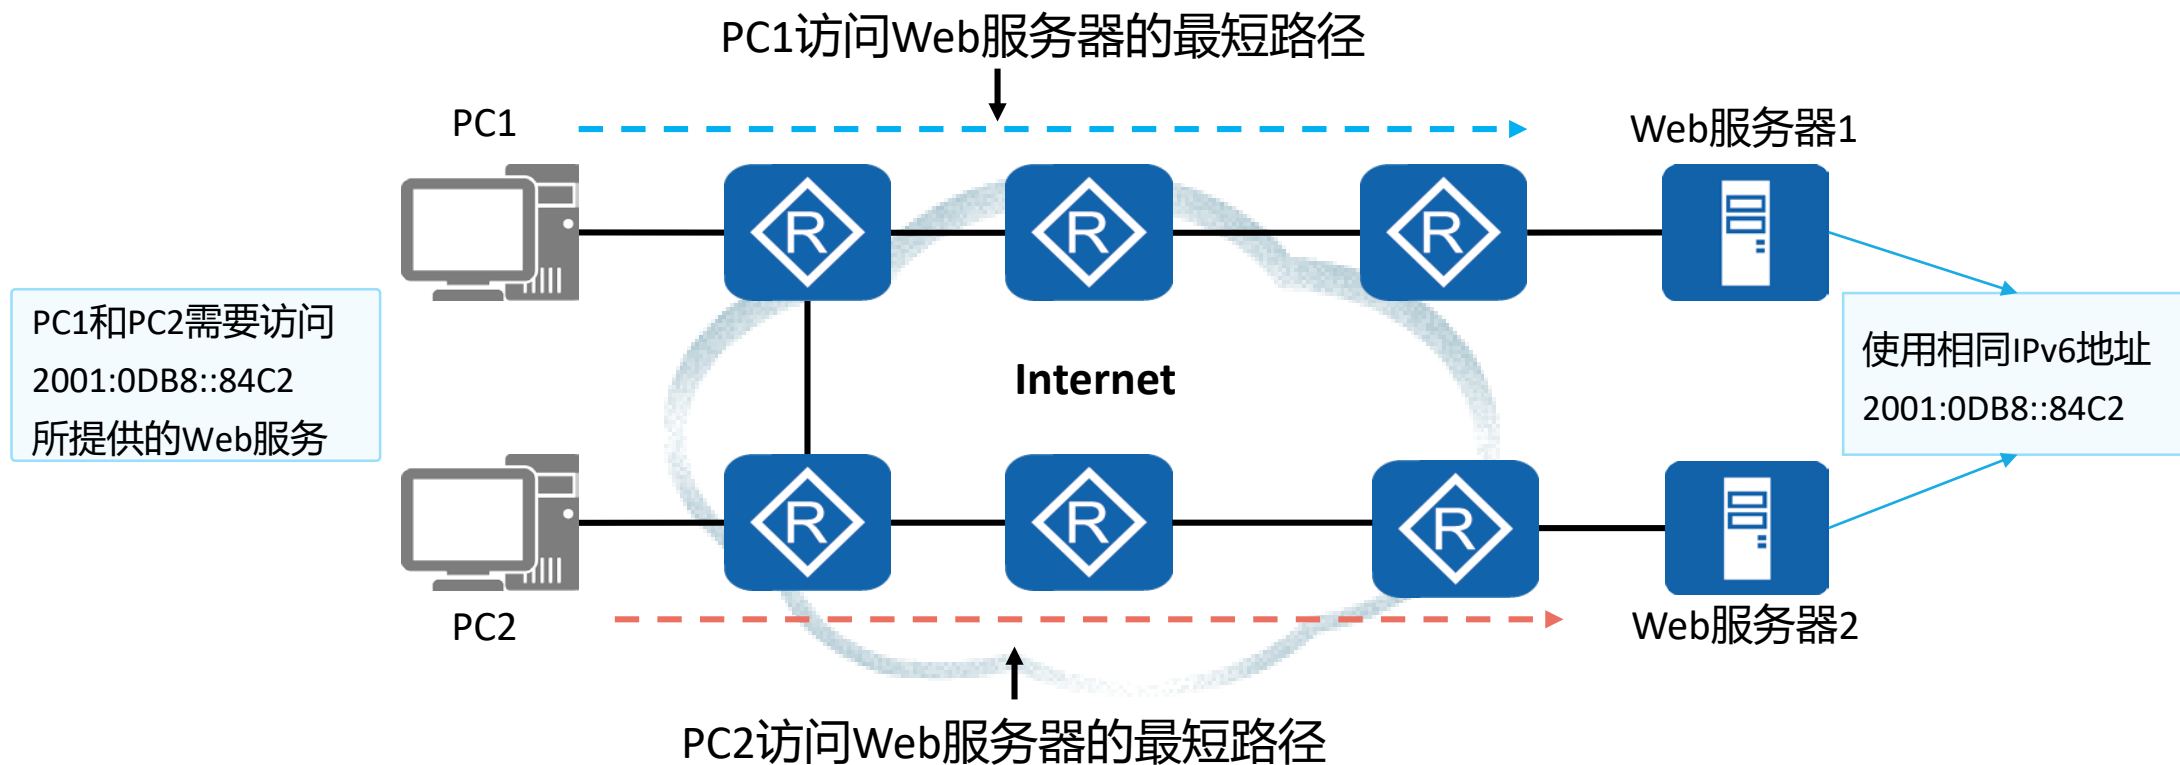 PC1访问Web服务器的最短路径
PC1
Web服务器1
R
R
R
PC1和PC2需要访问
2001:0DB8::84C2
所提供的Web服务
Internet
使用相同IPv6地址
2001:0DB8::84C2
R
R
R
PC2
Web服务器2
PC2访问Web服务器的最短路径